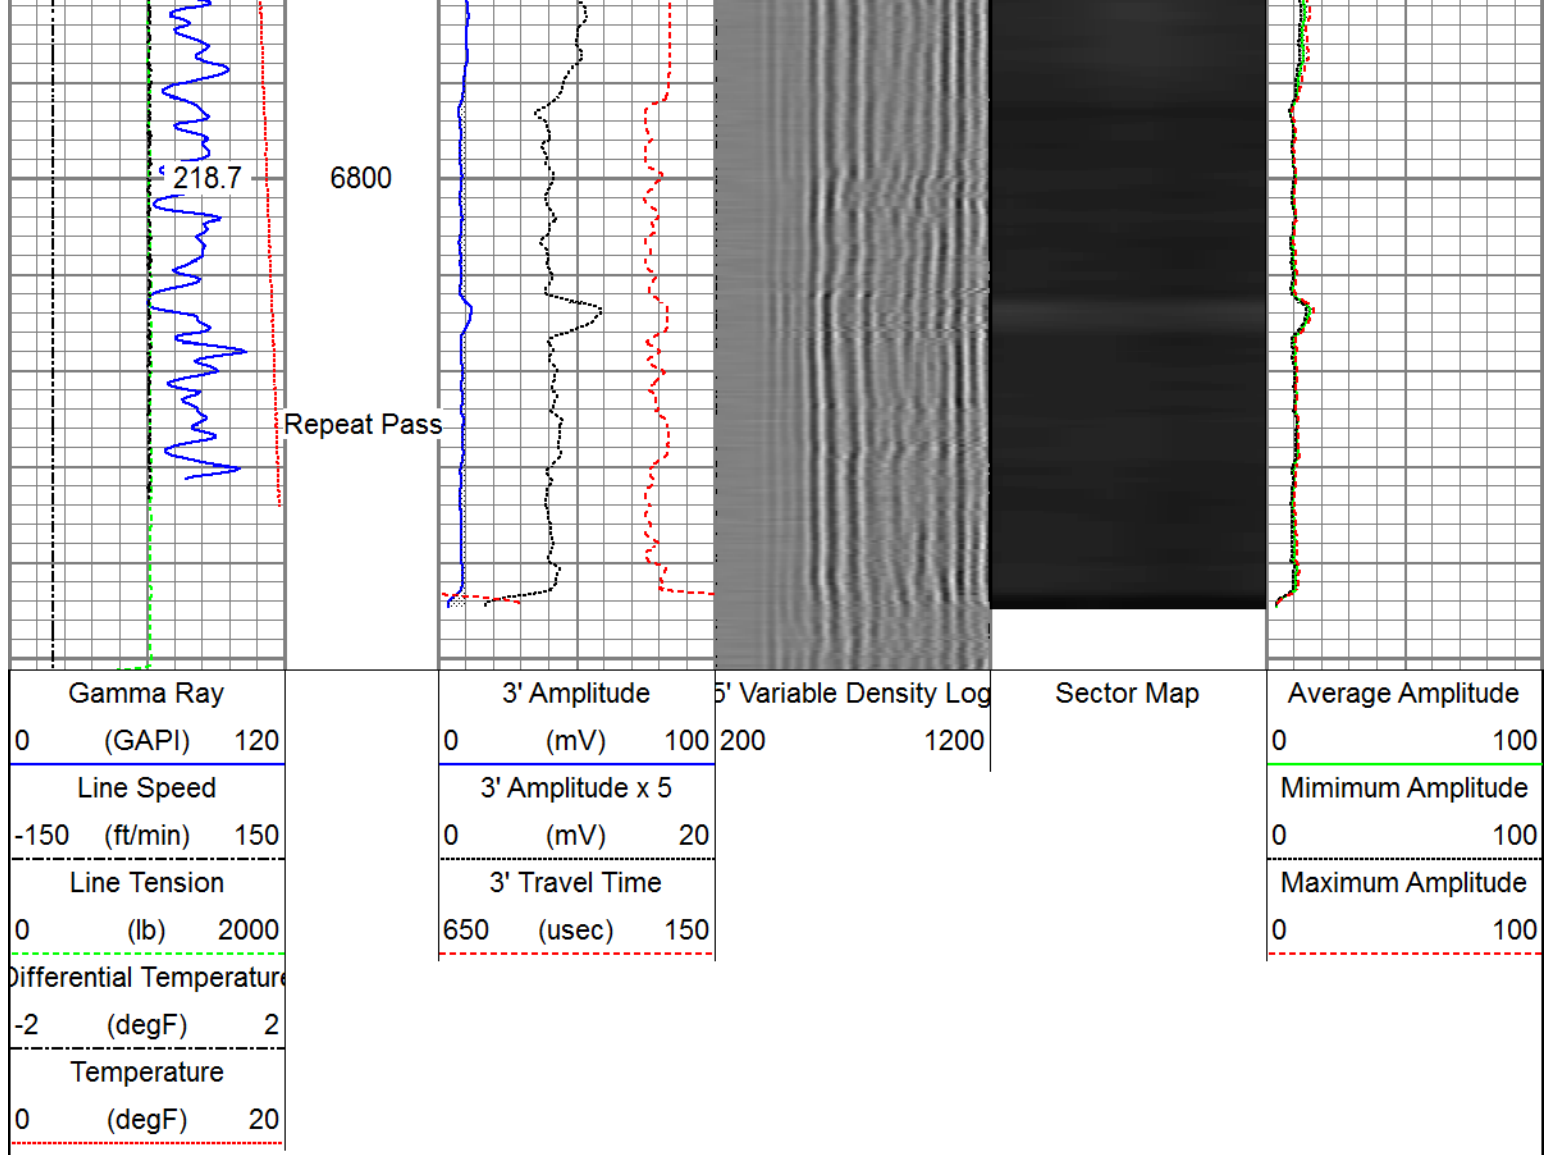 218.7
6800
Repeat Pass
Gamma Ray
0 (GAPI) 120
Line Speed
-150 (ft/min) 150
Line Tension
0 (lb) 2000
Differential Temperature
-2 (degF) 2
Temperature
0 (degF) 20
3' Amplitude
0 (mV) 100
3' Amplitude x 5
0 (mV) 20
3' Travel Time
650 (usec) 150
5' Variable Density Log
200 1200
Sector Map
Average Amplitude
0 100
Mimimum Amplitude
0 100
Maximum Amplitude
0 100